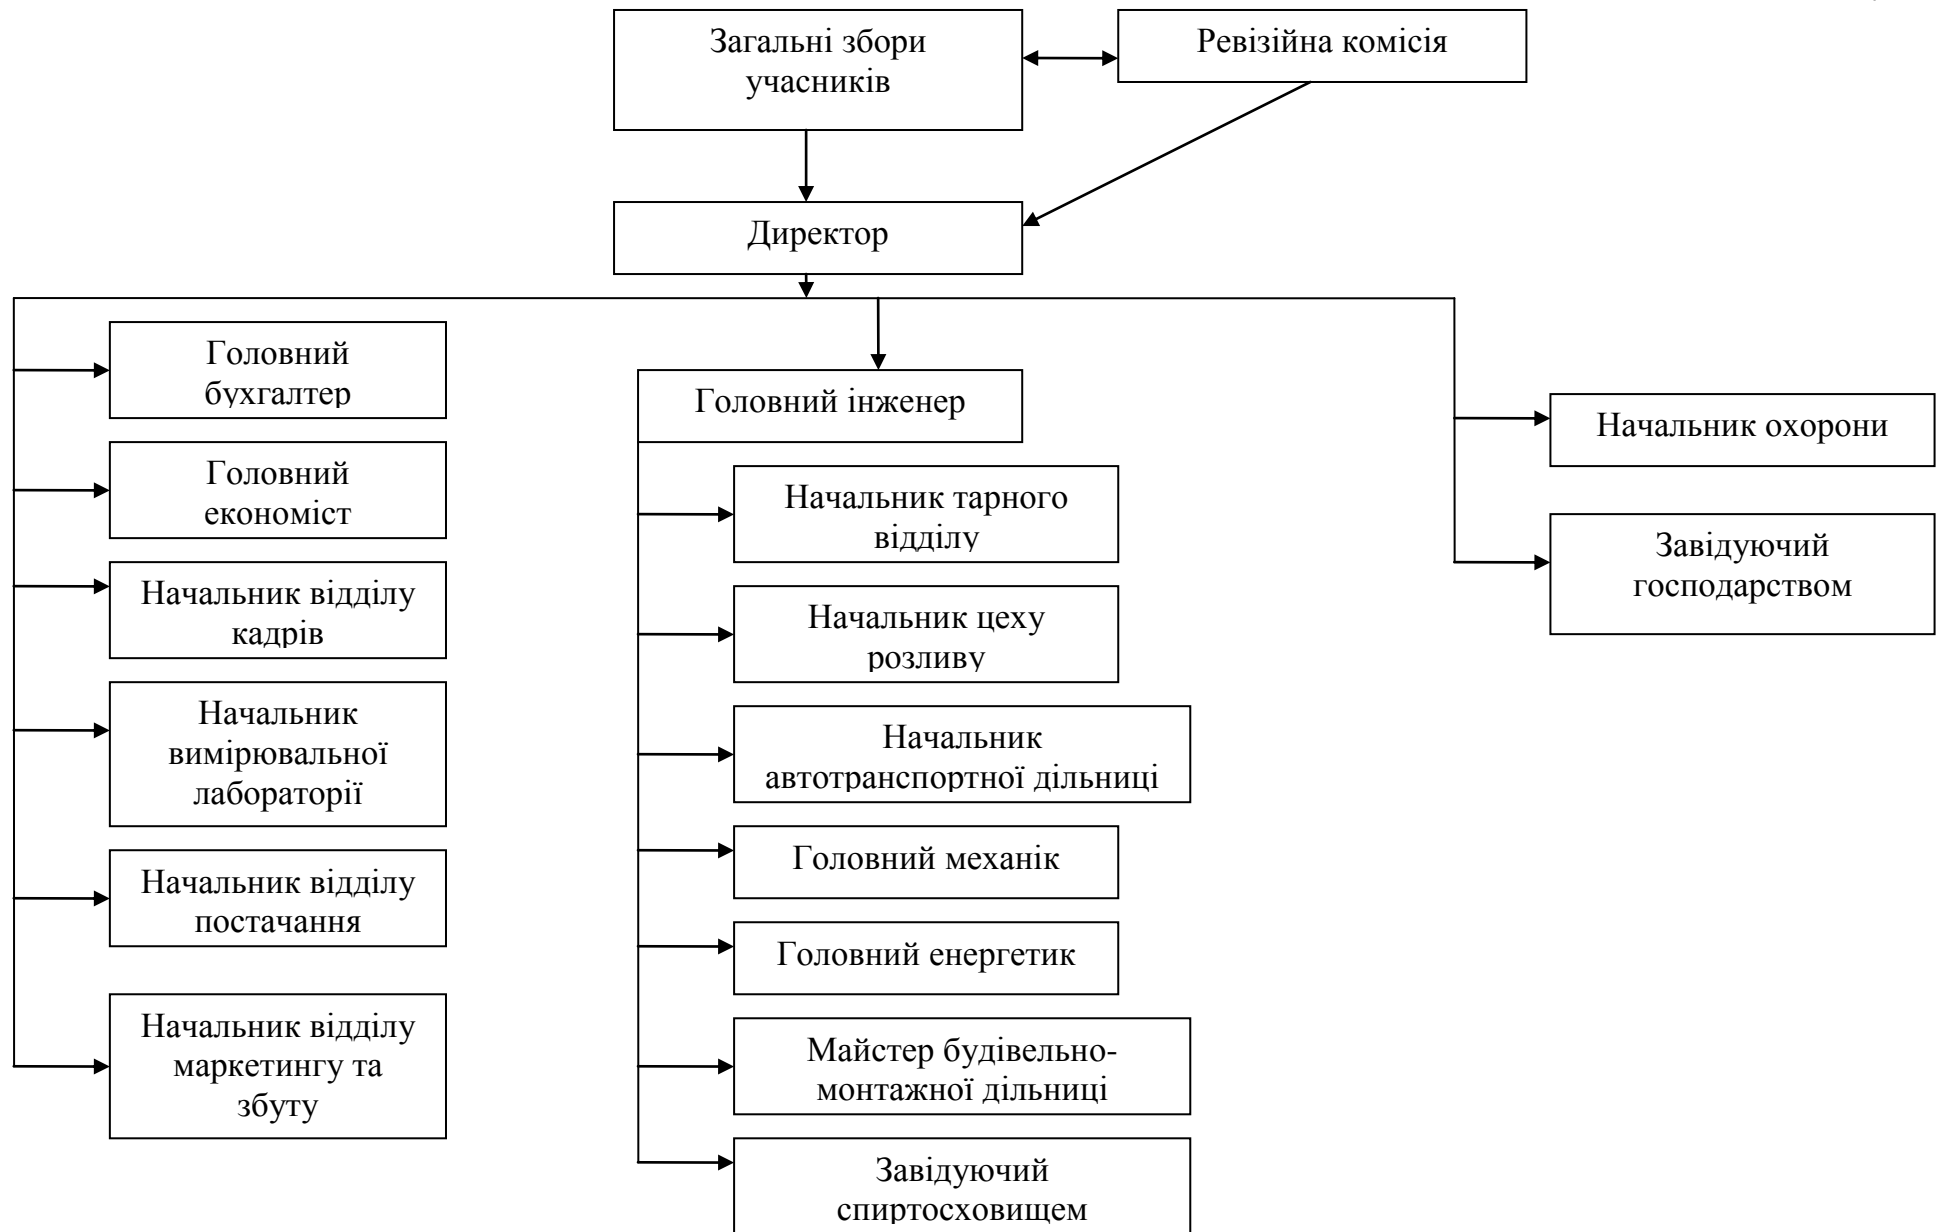 Загальні збори
учасників
Ревізійна комісія
Директор
Головний
бухгалтер
Головний
економіст
Начальник відділу
кадрів
Начальник
вимірювальної
лабораторії
Начальник відділу
постачання
Начальник відділу
маркетингу та
збуту
Головний інженер
Начальник тарного
відділу
Начальник цеху
розливу
Начальник
автотранспортної дільниці
Головний механік
Головний енергетик
Майстер будівельно-
монтажної дільниці
Завідуючий
спиртосховищем
Начальник охорони
Завідуючий
господарством